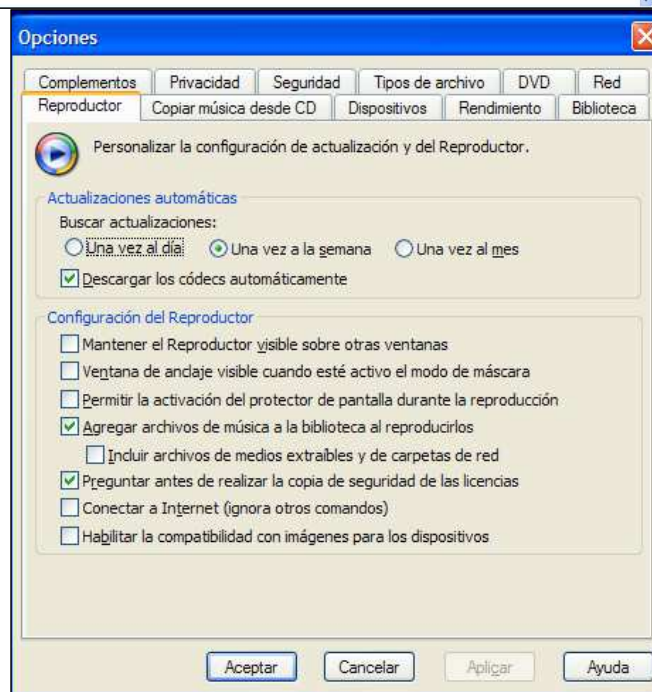 Opciones
Complementos Privacidad Seguridad Tipos de archivo DVD Red
Reproductor Copiar música desde CD Dispositivos Rendimiento Biblioteca
Personalizar la configuración de actualización y del Reproductor.
Actualizaciones automáticas
Buscar actualizaciones:
Una vez al día Una vez a la semana Una vez al mes
Descargar los códecs automáticamente
Configuración del Reproductor
Mantener el Reproductor visible sobre otras ventanas
Ventana de anclaje visible cuando esté activo el modo de máscara
Permitir la activación del protector de pantalla durante la reproducción
Agregar archivos de música a la biblioteca al reproducirlos
Incluir archivos de medios extraíbles y de carpetas de red
Preguntar antes de realizar la copia de seguridad de las licencias
Conectar a Internet (ignora otros comandos)
Habilitar la compatibilidad con imágenes para los dispositivos
Aceptar Cancelar Aplicar Ayuda